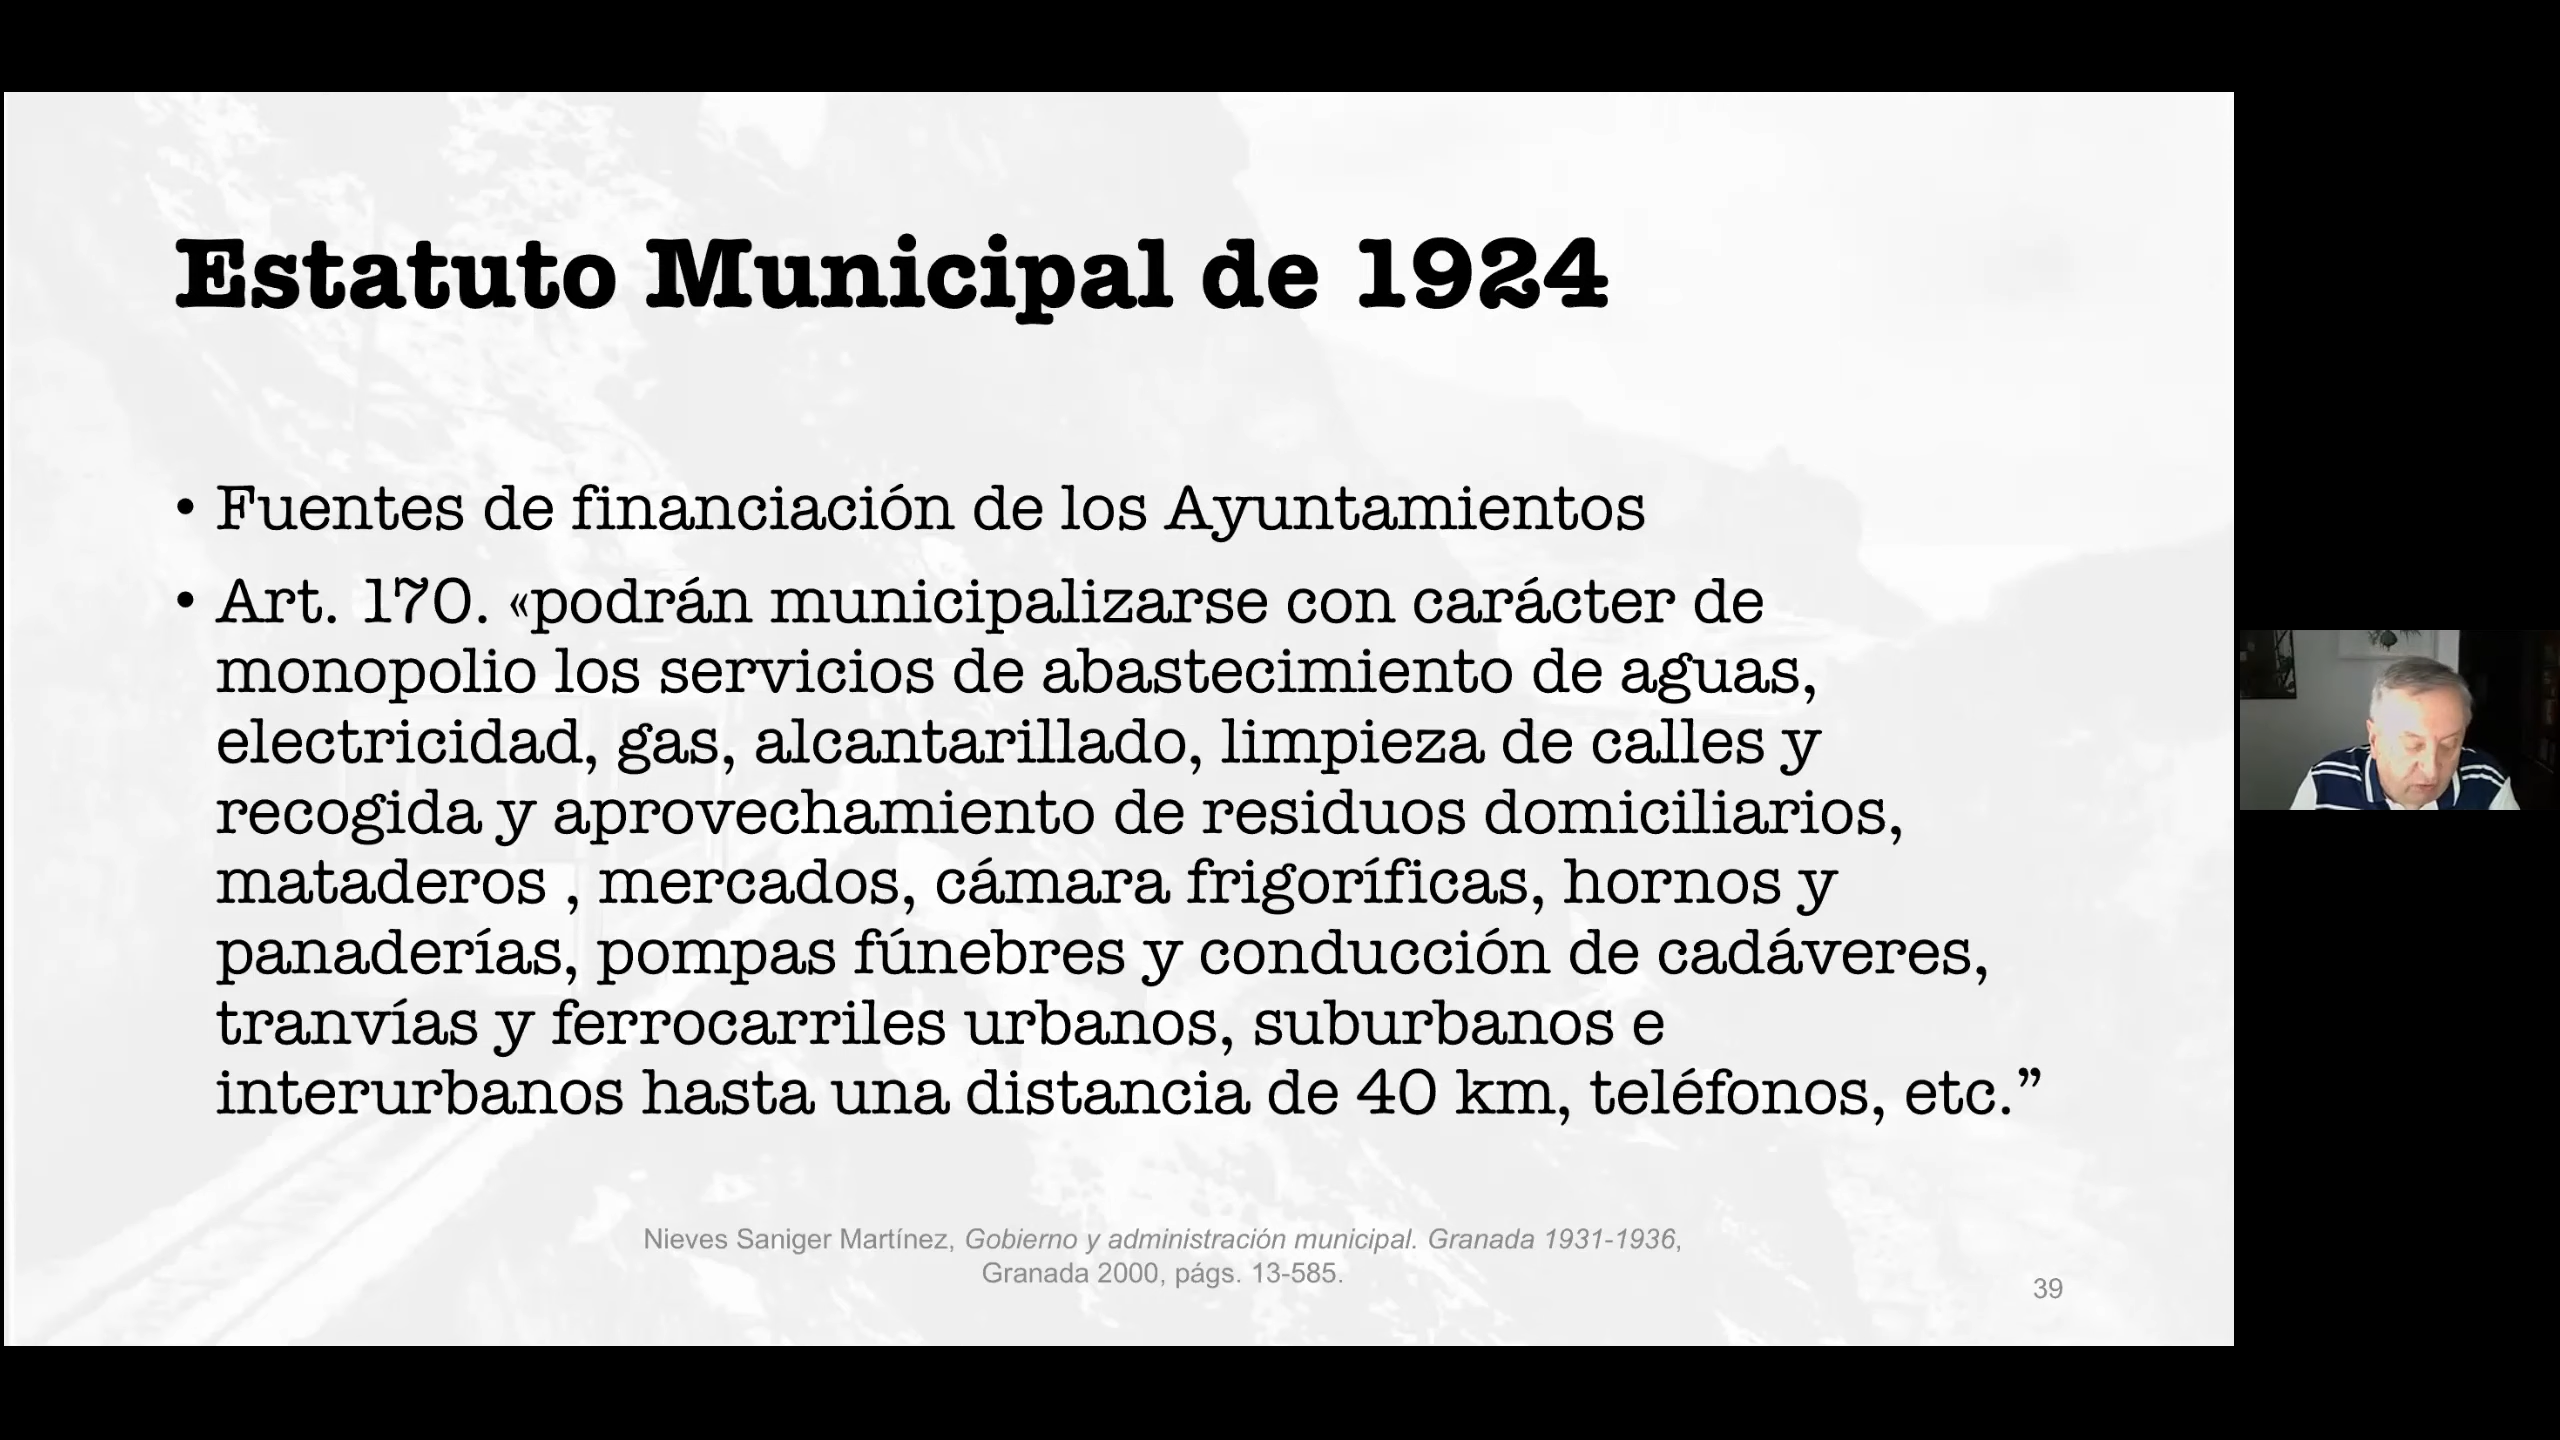 Estatuto Municipal de 1924
• Fuentes de financiación de los Ayuntamientos
• Art. 170. «podrán municipalizarse con carácter de
monopolio los servicios de abastecimiento de aguas,
electricidad, gas, alcantarillado, limpieza de calles y
recogida y aprovechamiento de residuos domiciliarios,
mataderos , mercados, cámara frigoríficas, hornos y
panaderías, pompas fúnebres y conducción de cadáveres,
tranvías y ferrocarriles urbanos, suburbanos e
interurbanos hasta una distancia de 40 km, teléfonos, etc.”
Nieves Saniger Martínez, Gobierno y administración municipal. Granada 1931-1936,
Granada 2000, págs. 13-585.
39